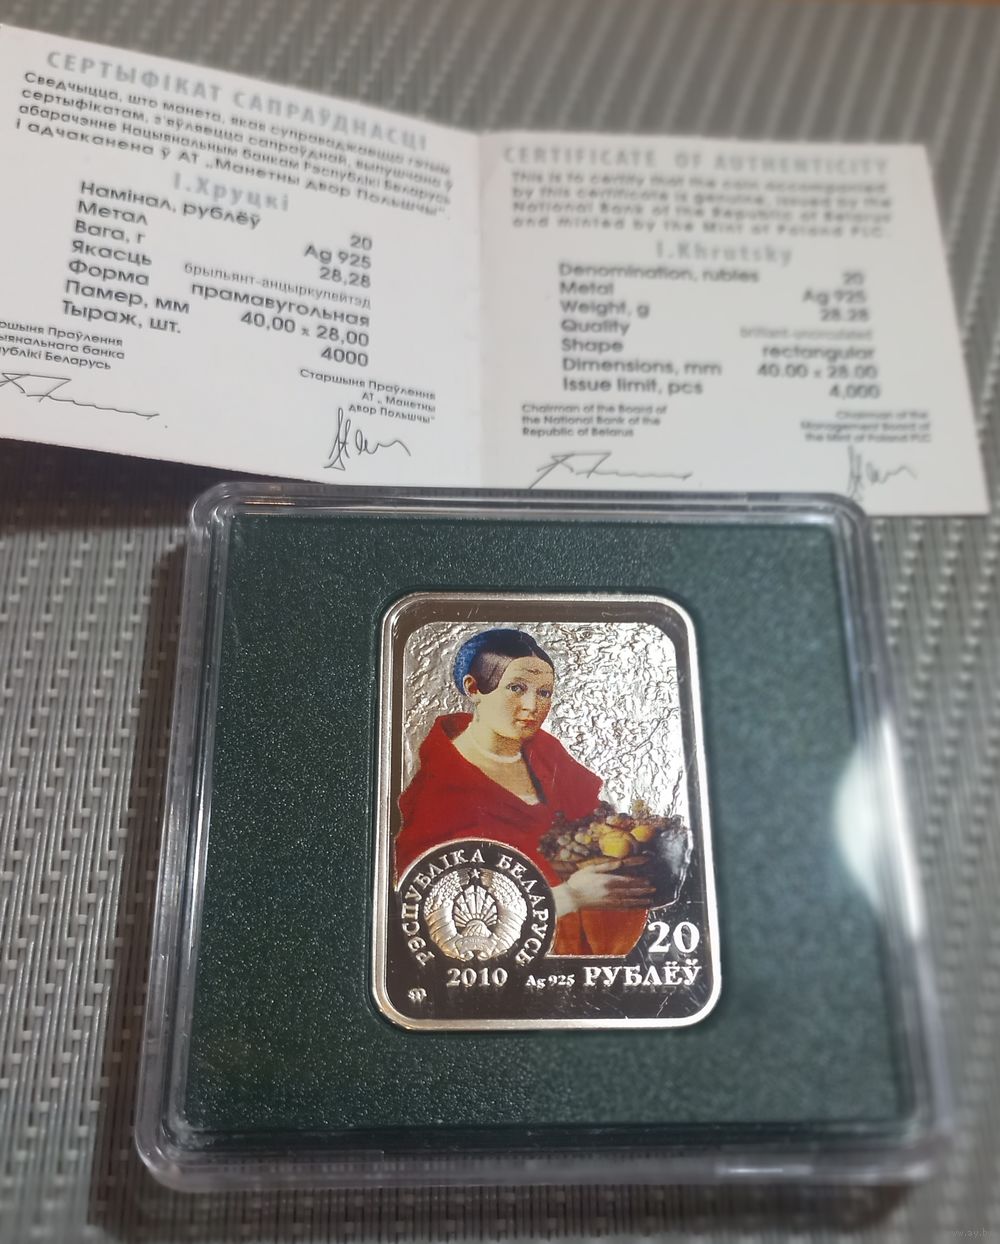 СЕРТЫФІКАТ САПРАЎДНАСЦІ
Сведчыцца, што манета, якая суправаджаецца гэтым
сертыфікатам, з'яўляецца сапраўднай, выпушчана ў
абарачэнне Нацыянальным банкам Рэспублікі Беларусь
і адчаканена ў АТ „Манетны двор Польшчы".
І.Хруцкі
Намінал, рублёў 20
Метал Ag 925
Вага, г 28,28
Якасць брыльянт-анцыркулейтэд
Форма прамавугольная
Памер, мм 40,00 x 28,00
Тыраж, шт. 4000
Праўлення
банка
Беларусь
Старшыня Праўлення
АТ „ Манетны
двор Польшчы"
CERTIFICATE OF AUTHENTICITY
This is to certify that the coin accompanied
by this certificate is genuine, issued by the
National Bank of the Republic of Belarus
and minted by the Mint of Poland PLC.
I.Khrutsky
Denomination, rubles 20
Metal Ag 925
Weight, g 28.28
Quality brilliant-uncirculated
Shape rectangular
Dimensions, mm 40.00 x 28.00
Issue limit, pcs 4,000
Chairman of the Board of
the National Bank of the
Republic of Belarus
Chairman of the
Management Board of
the Mint of Poland PLC
РЭСПУБЛІКА БЕЛАРУСЬ
20
2010 Ag 925 РУБЛЁЎ